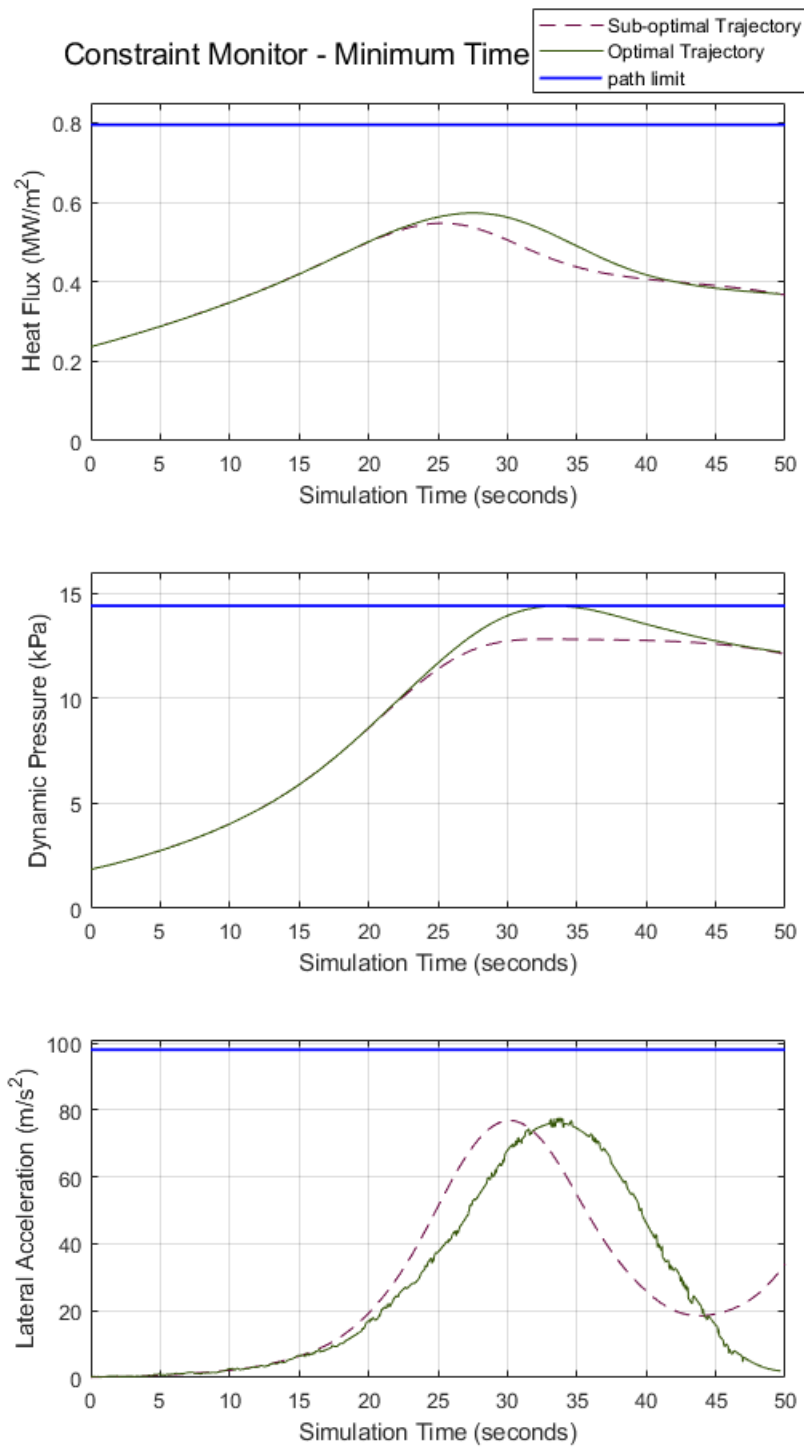 Constraint Monitor - Minimum Time
Sub-optimal Trajectory
Optimal Trajectory
path limit
Heat Flux (MW/m²)
0.8
0.6
0.4
0.2
0
0 5 10 15 20 25 30 35 40 45 50
Simulation Time (seconds)
Dynamic Pressure (kPa)
15
10
5
0
0 5 10 15 20 25 30 35 40 45 50
Simulation Time (seconds)
Lateral Acceleration (m/s²)
100
80
60
40
20
0
0 5 10 15 20 25 30 35 40 45 50
Simulation Time (seconds)